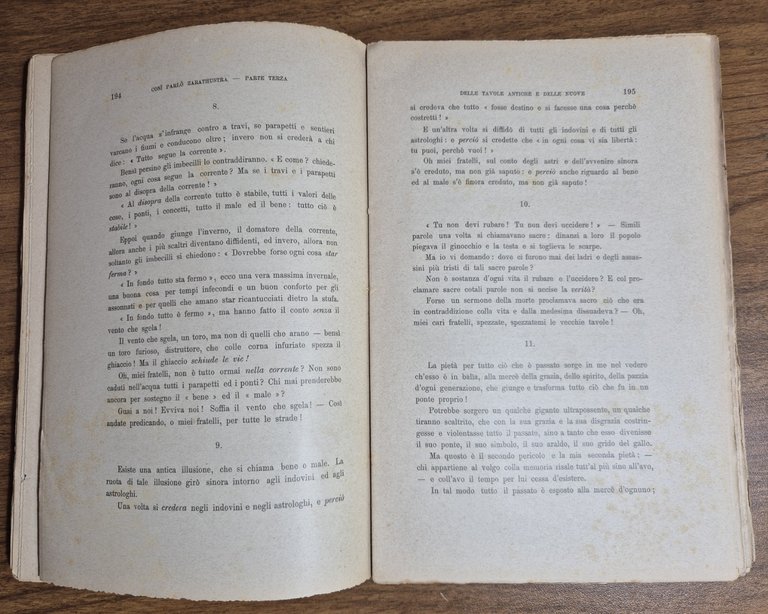 194
COSÌ PARLÒ ZARATHUSTRA — PARTE TERZA
8.
Se l'acqua s'infrange contro a travi, se parapetti e sentieri
varcano i fiumi e conducono oltre; invero non si crederà a chi
dice: « Tutto segue la corrente ».
Bensì persino gli imbecilli lo contraddiranno. « E come? chiede-
ranno, ogni cosa segue la corrente? Ma se i travi e i parapetti
sono al disopra della corrente! »
« Al disopra della corrente tutto è stabile, tutti i valori delle
cose, i ponti, i concetti, tutto il male ed il bene: tutto ciò è
stabile! »
Eppoi quando giunge l'inverno, il domatore della corrente,
allora anche i più scaltri diventano diffidenti, ed invero, allora non
soltanto gli imbecilli si chiedono: « Dovrebbe forse ogni cosa star
ferma? »
« In fondo tutto sta fermo », ecco una vera massima invernale,
una buona cosa per tempi infecondi e un buon conforto per gli
assonnati e per quelli che amano star ricantucciati dietro la stufa.
« In fondo tutto è fermo », ma hanno fatto il conto senza il
vento che sgela!
Il vento che sgela, un toro, ma non di quelli che arano — bensì
un toro furioso, distruttore, che colle corna infuriate spezza il
ghiaccio! Ma il ghiaccio schiude le vie!
Oh, miei fratelli, non è tutto ormai nella corrente? Non sono
caduti nell'acqua tutti i parapetti ed i ponti? Chi mai prenderebbe
ancora per sostegno il « bene » ed il « male »?
Guai a noi! Evviva noi! Soffia il vento che sgela! — Così
andate predicando, o miei fratelli, per tutte le strade!
9.
Esiste una antica illusione, che si chiama bene o male. La
ruota di tale illusione girò sinora intorno agli indovini ed agli
astrologhi.
Una volta si credera negli indovini e negli astrologhi, e perciò
DELLE TAVOLE ANTICHE E DELLE NUOVE
195
si credeva che tutto « fosse destino e si facesse una cosa perchè
costretti! »
E un'altra volta si diffidò di tutti gli indovini e di tutti gli
astrologhi: e perciò si credette che « in ogni cosa vi sia libertà:
tu puoi, perchè vuoi! »
Oh miei fratelli, sul conto degli astri e dell'avvenire sinora
s'è creduto, ma non già saputo: e perciò anche riguardo al bene
ed al male s'è finora creduto, ma non già saputo!
10.
« Tu non devi rubare! Tu non devi uccidere! » — Simili
parole una volta si chiamavano sacre: dinanzi a loro il popolo
piegava il ginocchio e la testa e si toglieva le scarpe.
Ma io vi domando: dove ci furono mai dei ladri e degli assas-
sini più tristi di tali sacre parole?
Non è sostanza d'ogni vita il rubare e l'uccidere? E col pro-
clamare sacre cotali parole non si uccise la verità?
Forse un sermone della morte proclamava sacro ciò che era
in contraddizione colla vita e dalla medesima dissuadeva? — Oh,
miei cari fratelli, spezzate, spezzatemi le vecchie tavole!
11.
La pietà per tutto ciò che è passato sorge in me nel vedere
ch'esso è in balìa, alla mercè della grazia, dello spirito, della pazzia
d'ogni generazione, che giunge e trasforma tutto ciò che fu in un
ponte proprio!
Potrebbe sorgere un qualche gigante ultrapossente, un qualche
tiranno scaltrito, che con la sua grazia e la sua disgrazia costrin-
gesse e violentasse tutto il passato, sino a tanto che esso divenisse
il suo ponte, il suo simbolo, il suo araldo, il suo grido del gallo.
Ma questo è il secondo pericolo e la mia seconda pietà: —
chi appartiene al volgo colla memoria risale tutt'al più sino all'avo,
— e coll'avo il tempo per lui cessa d'esistere.
In tal modo tutto il passato è esposto alla mercè d'ognuno;